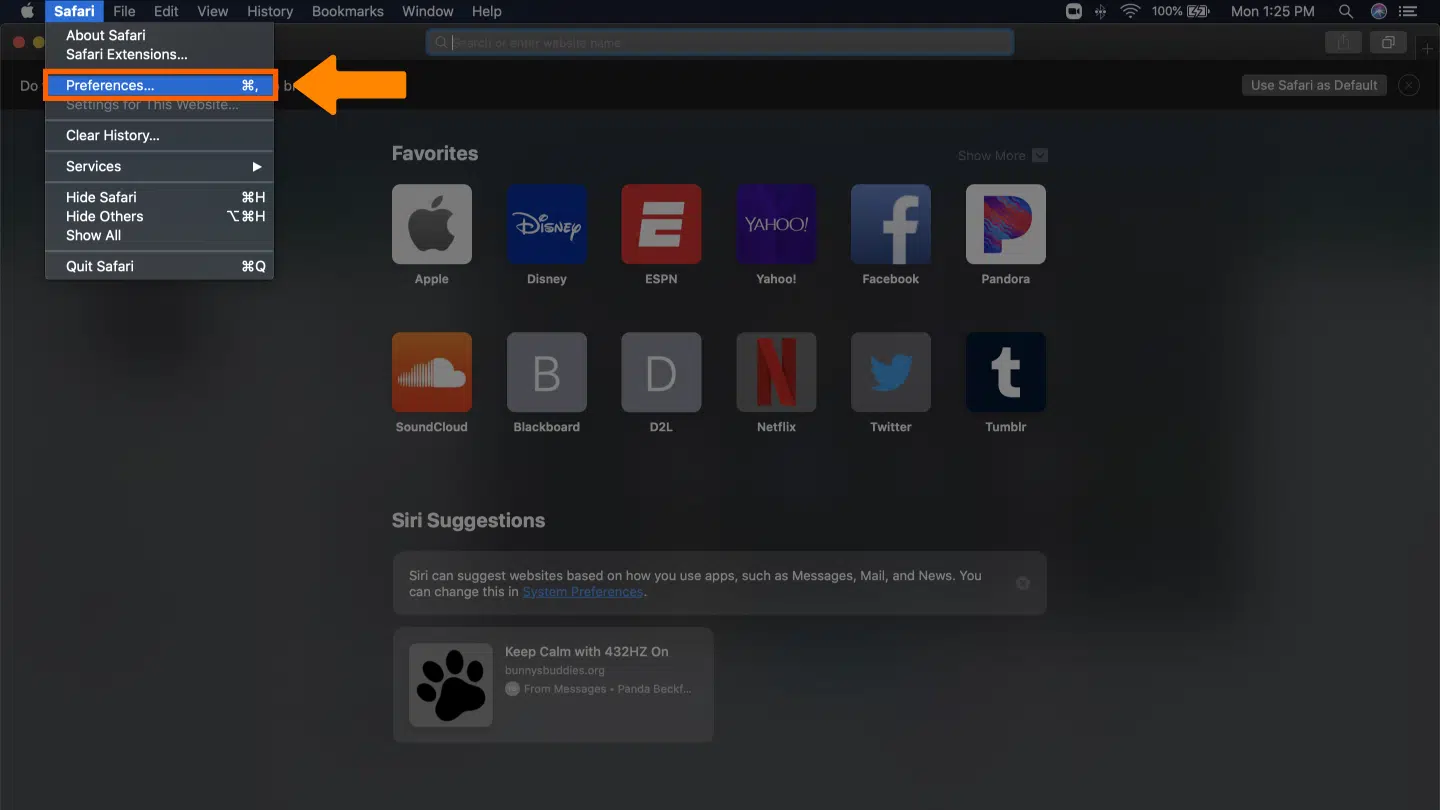 Safari File Edit View History Bookmarks Window Help 100% Mon 1:25 PM
About Safari
Safari Extensions...
Search or enter website name
Preferences... ⌘,
Do
Use Safari as Default
Settings for This Website...
Clear History...
Services ▶
Hide Safari ⌘H
Hide Others ⌥⌘H
Show All
Quit Safari ⌘Q
Favorites
Show More
DISNEY
YAHOO!
Apple Disney ESPN Yahoo! Facebook Pandora
B D
SoundCloud Blackboard D2L Netflix Twitter Tumblr
Siri Suggestions
Siri can suggest websites based on how you use apps, such as Messages, Mail, and News. You
can change this in System Preferences.
Keep Calm with 432HZ On
bunnysbuddies.org
From Messages • Panda Beckf...